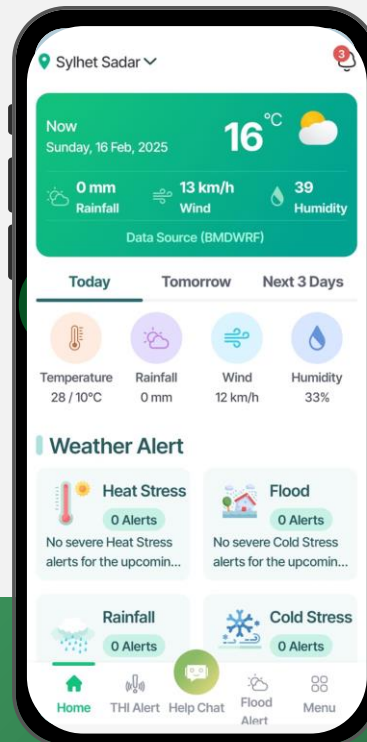 Sylhet Sadar
3
Now
Sunday, 16 Feb, 2025
16°C
0 mm
Rainfall
13 km/h
Wind
39
Humidity
Data Source (BMDWRF)
Today Tomorrow Next 3 Days
Temperature Rainfall Wind Humidity
28 / 10°C 0 mm 12 km/h 33%
Weather Alert
Heat Stress
0 Alerts
No severe Heat Stress
alerts for the upcomin...
Flood
0 Alerts
No severe Cold Stress
alerts for the upcomin...
Rainfall
0 Alerts
Cold Stress
0 Alerts
Home THI Alert Help Chat Flood Alert Menu